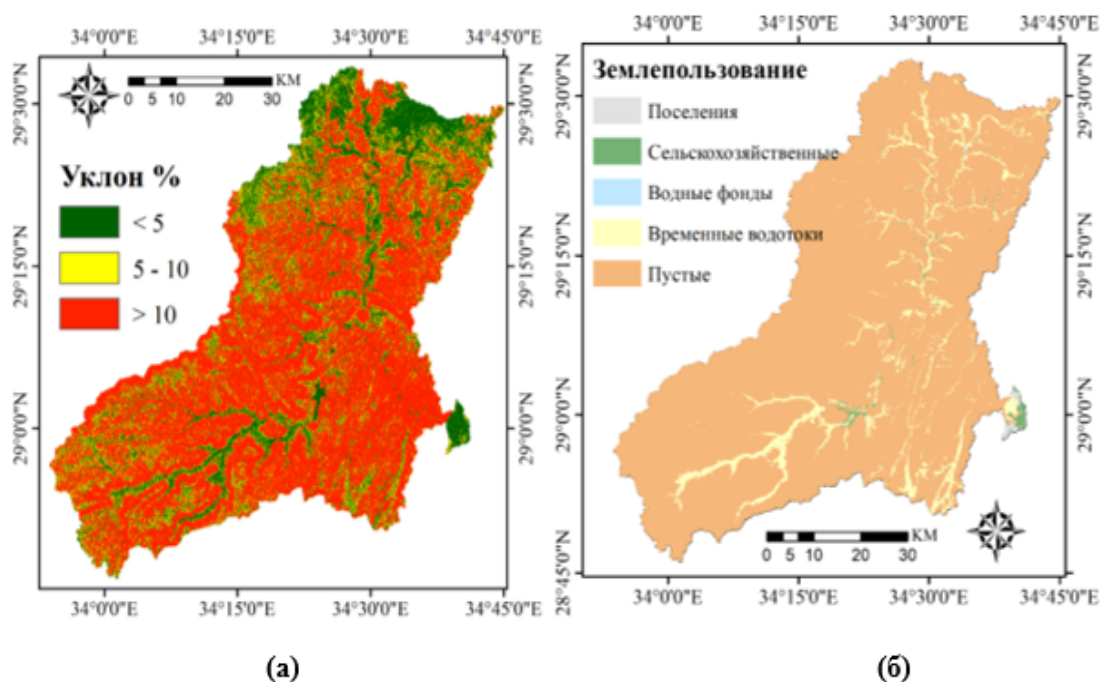 34°0'0"E 34°15'0"E 34°30'0"E 34°45'0"E
KM
0 5 10 20 30
Уклон %
< 5
5 - 10
> 10
29°30'0"N
29°15'0"N
29°0'0"N
29°30'0"N
29°15'0"N
29°0'0"N
34°0'0"E 34°15'0"E 34°30'0"E 34°45'0"E
(а)
34°0'0"E 34°15'0"E 34°30'0"E 34°45'0"E
Землепользование
Поселения
Сельскохозяйственные
Водные фонды
Временные водотоки
Пустые
29°30'0"N
29°15'0"N
29°0'0"N
28°45'0"N
29°30'0"N
29°15'0"N
29°0'0"N
KM
0 5 10 20 30
34°0'0"E 34°15'0"E 34°30'0"E 34°45'0"E
(б)